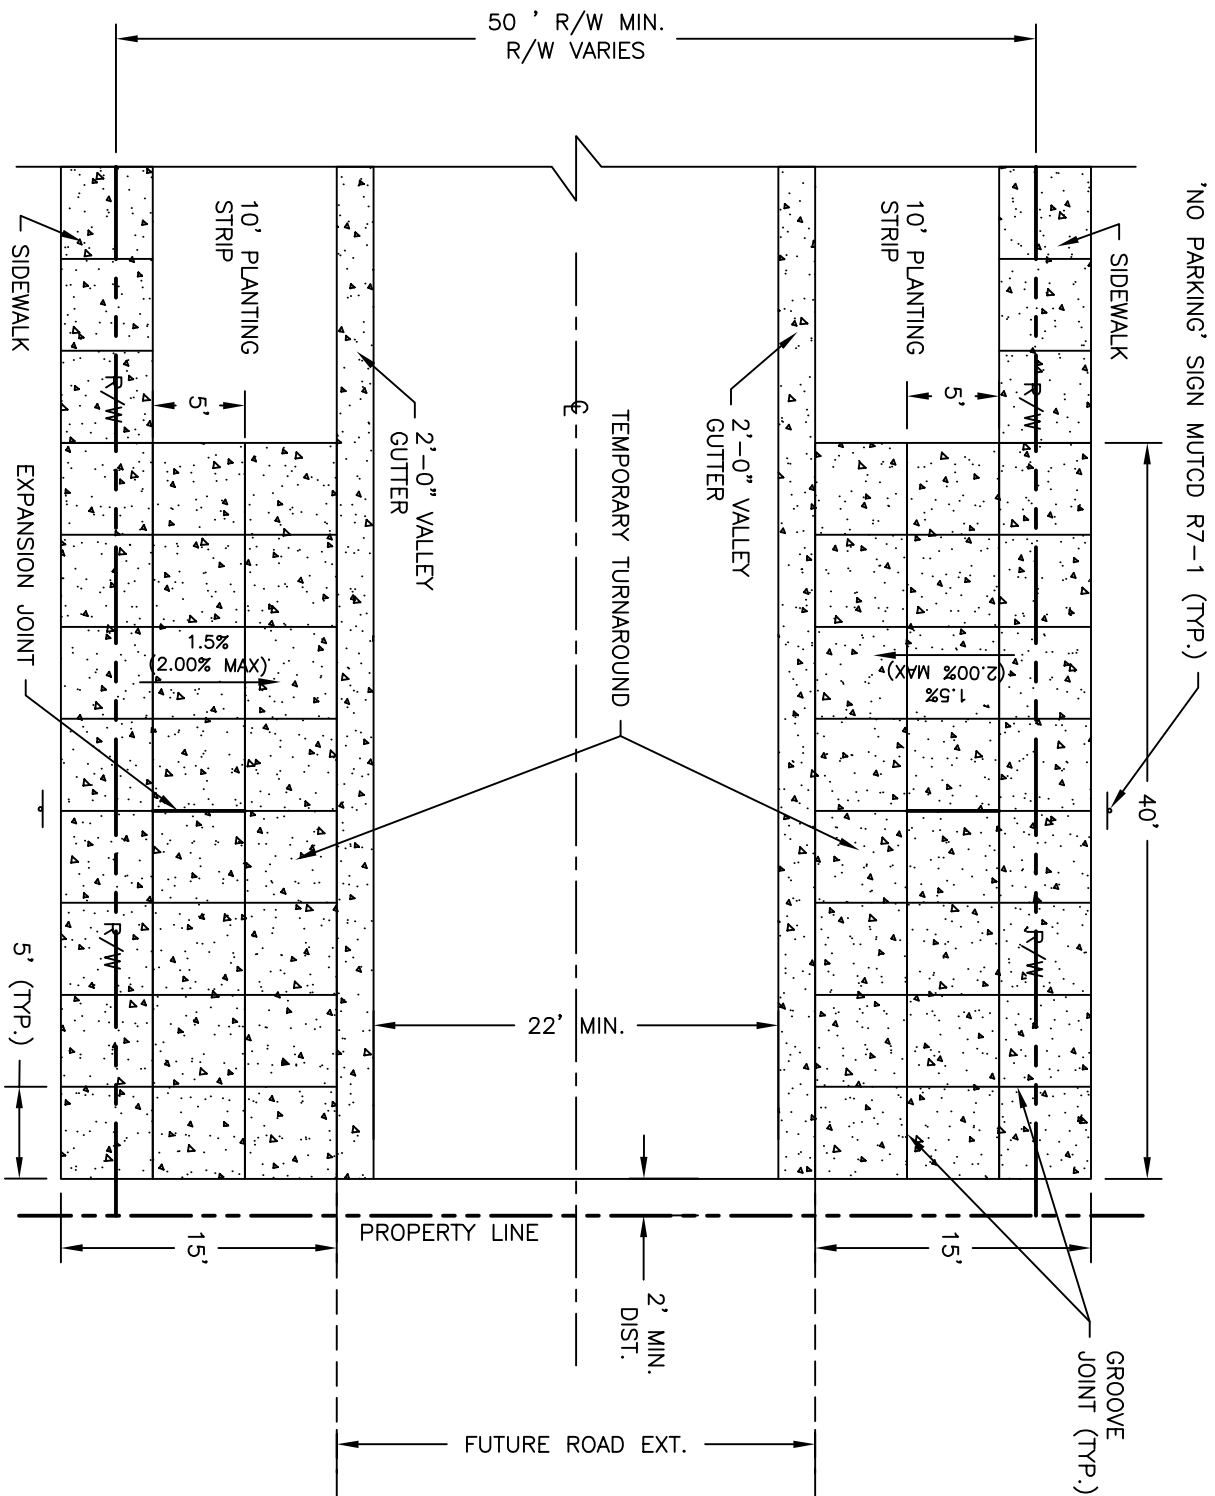 50 ' R/W MIN.
R/W VARIES
'NO PARKING' SIGN MUTCD R7-1 (TYP.)
10' PLANTING
STRIP
10' PLANTING
STRIP
SIDEWALK
SIDEWALK
R/W
R/W
5'
5'
2'-0" VALLEY
GUTTER
2'-0" VALLEY
GUTTER
℄
TEMPORARY TURNAROUND
EXPANSION JOINT
1.5%
(2.00% MAX)
1.5%
(2.00% MAX)
40'
R/W
R/W
5' (TYP.)
22' MIN.
PROPERTY LINE
15'
15'
2' MIN.
DIST.
GROOVE
JOINT (TYP.)
FUTURE ROAD EXT.